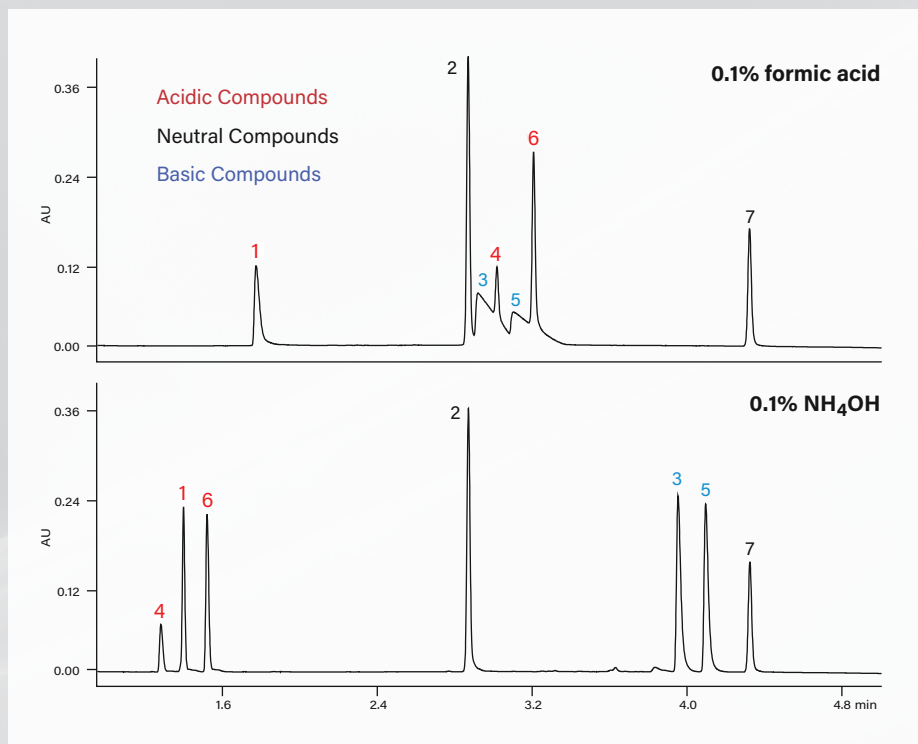 0.1% formic acid
Acidic Compounds
Neutral Compounds
Basic Compounds
AU
0.36
0.24
0.12
0.00
1
2
3
4
5
6
7
0.1% NH₄OH
AU
0.36
0.24
0.12
0.00
4
1
6
2
3
5
7
1.6 2.4 3.2 4.0 4.8 min